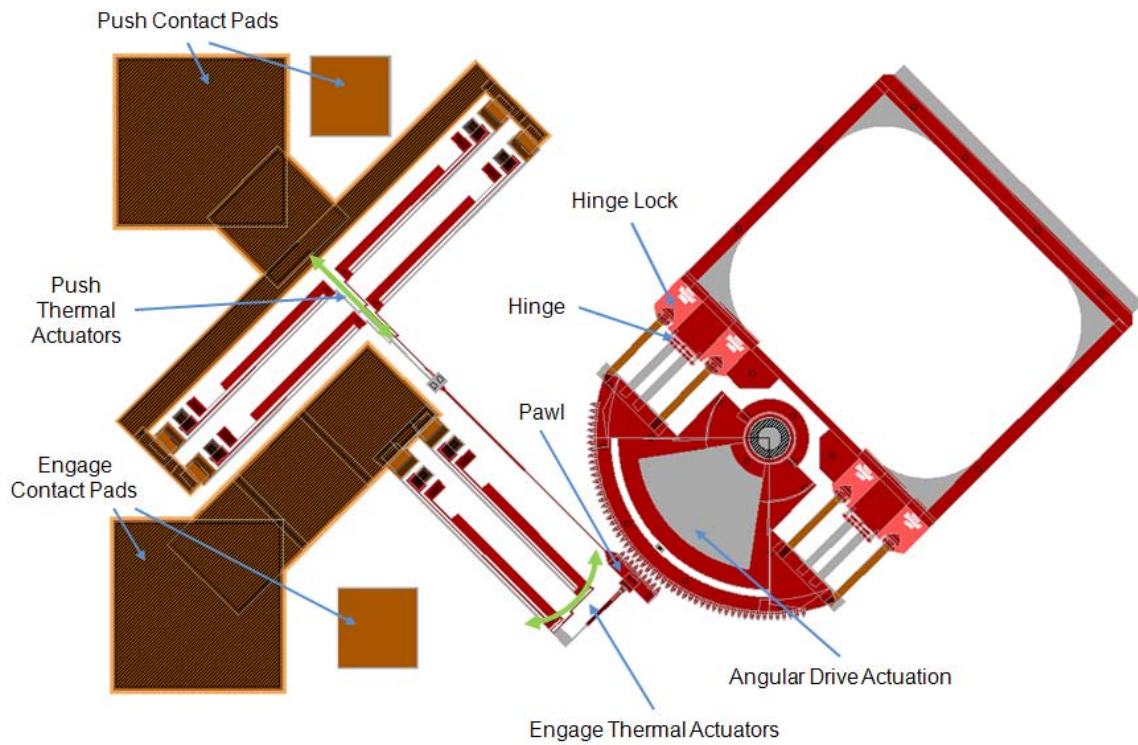 Push Contact Pads
Hinge Lock
Push
Thermal
Actuators
Hinge
Pawl
Engage
Contact Pads
Angular Drive Actuation
Engage Thermal Actuators